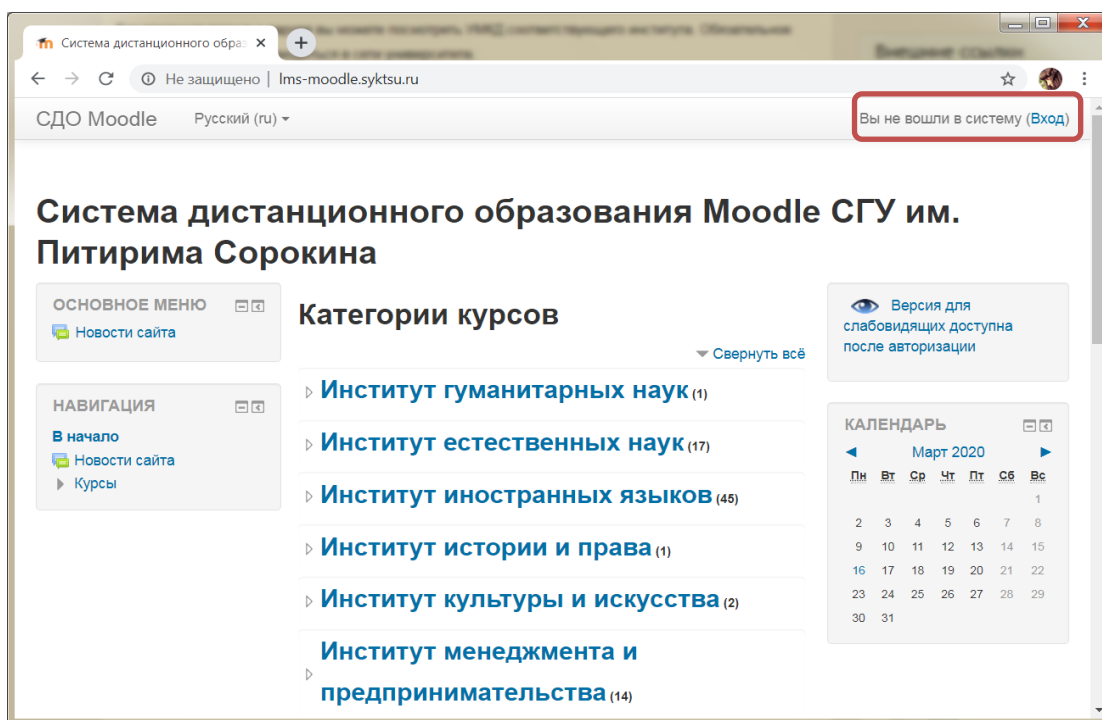 Система дистанционного образ
Не защищено | lms-moodle.syktsu.ru
СДО Moodle Русский (ru)
Вы не вошли в систему (Вход)
Система дистанционного образования Moodle СГУ им.
Питирима Сорокина
ОСНОВНОЕ МЕНЮ
Новости сайта
НАВИГАЦИЯ
В начало
Новости сайта
Курсы
Категории курсов
Свернуть всё
Институт гуманитарных наук (1)
Институт естественных наук (17)
Институт иностранных языков (45)
Институт истории и права (1)
Институт культуры и искусства (2)
Институт менеджмента и
предпринимательства (14)
Версия для
слабовидящих доступна
после авторизации
КАЛЕНДАРЬ
◄ Март 2020 ►
Пн Вт Ср Чт Пт Сб Вс
1
2 3 4 5 6 7 8
9 10 11 12 13 14 15
16 17 18 19 20 21 22
23 24 25 26 27 28 29
30 31